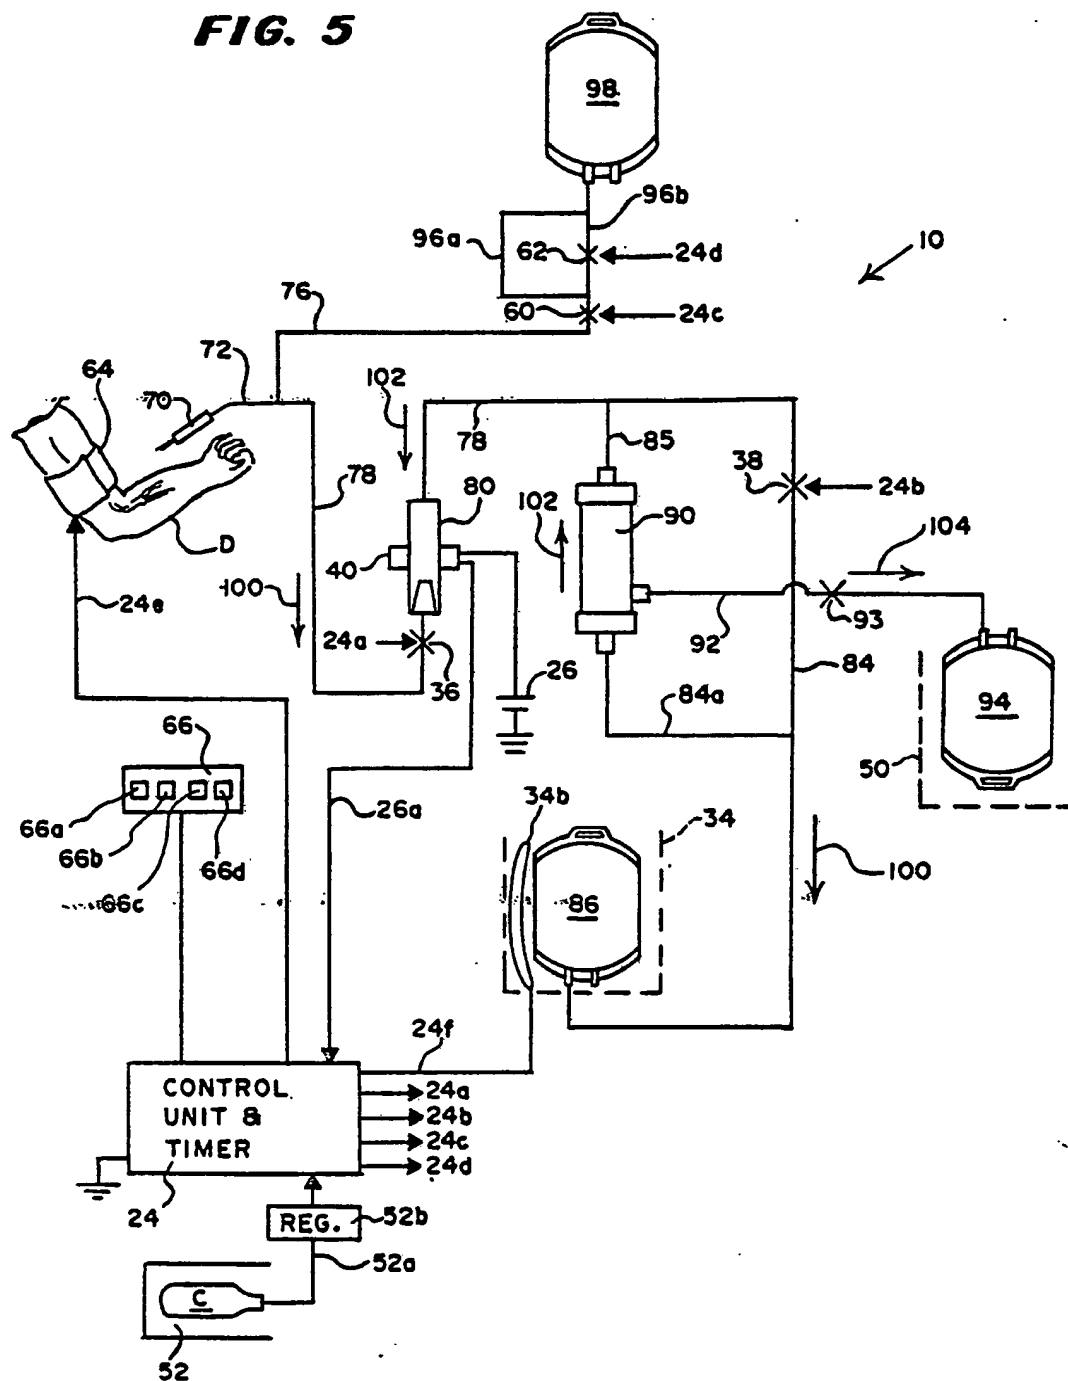 FIG. 5
98
96b
96a
62
24d
10
60
24c
76
72
64
70
102
78
85
38
24b
78
80
102
90
104
D
40
24e
100
24a
36
26
92
93
84
84a
94
50
66
66a
66b
66c
66d
26a
34b
34
86
100
24f
CONTROL
UNIT &
TIMER
24a
24b
24c
24d
24
REG.
52b
52a
C
52